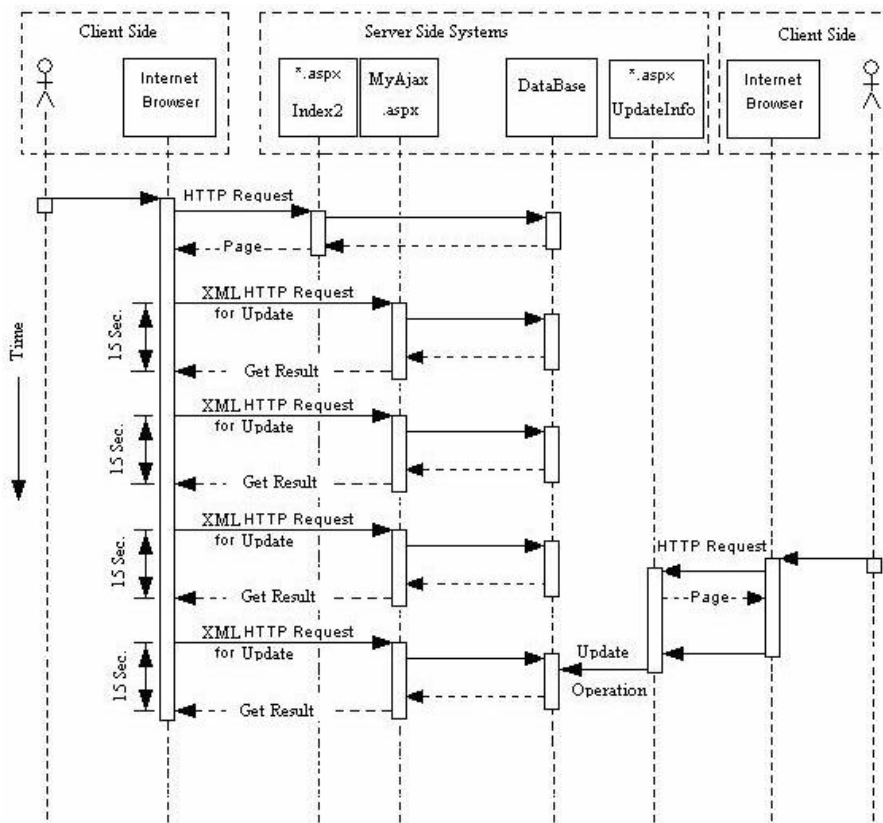 Client Side
Server Side Systems
Client Side
Internet
Browser
*.aspx
Index2
MyAjax
.aspx
DataBase
*.aspx
UpdateInfo
Internet
Browser
HTTP Request
Page
Time
XML HTTP Request
for Update
15 Sec.
Get Result
XML HTTP Request
for Update
15 Sec.
Get Result
XML HTTP Request
for Update
15 Sec.
Get Result
HTTP Request
Page
XML HTTP Request
for Update
15 Sec.
Get Result
Update
Operation